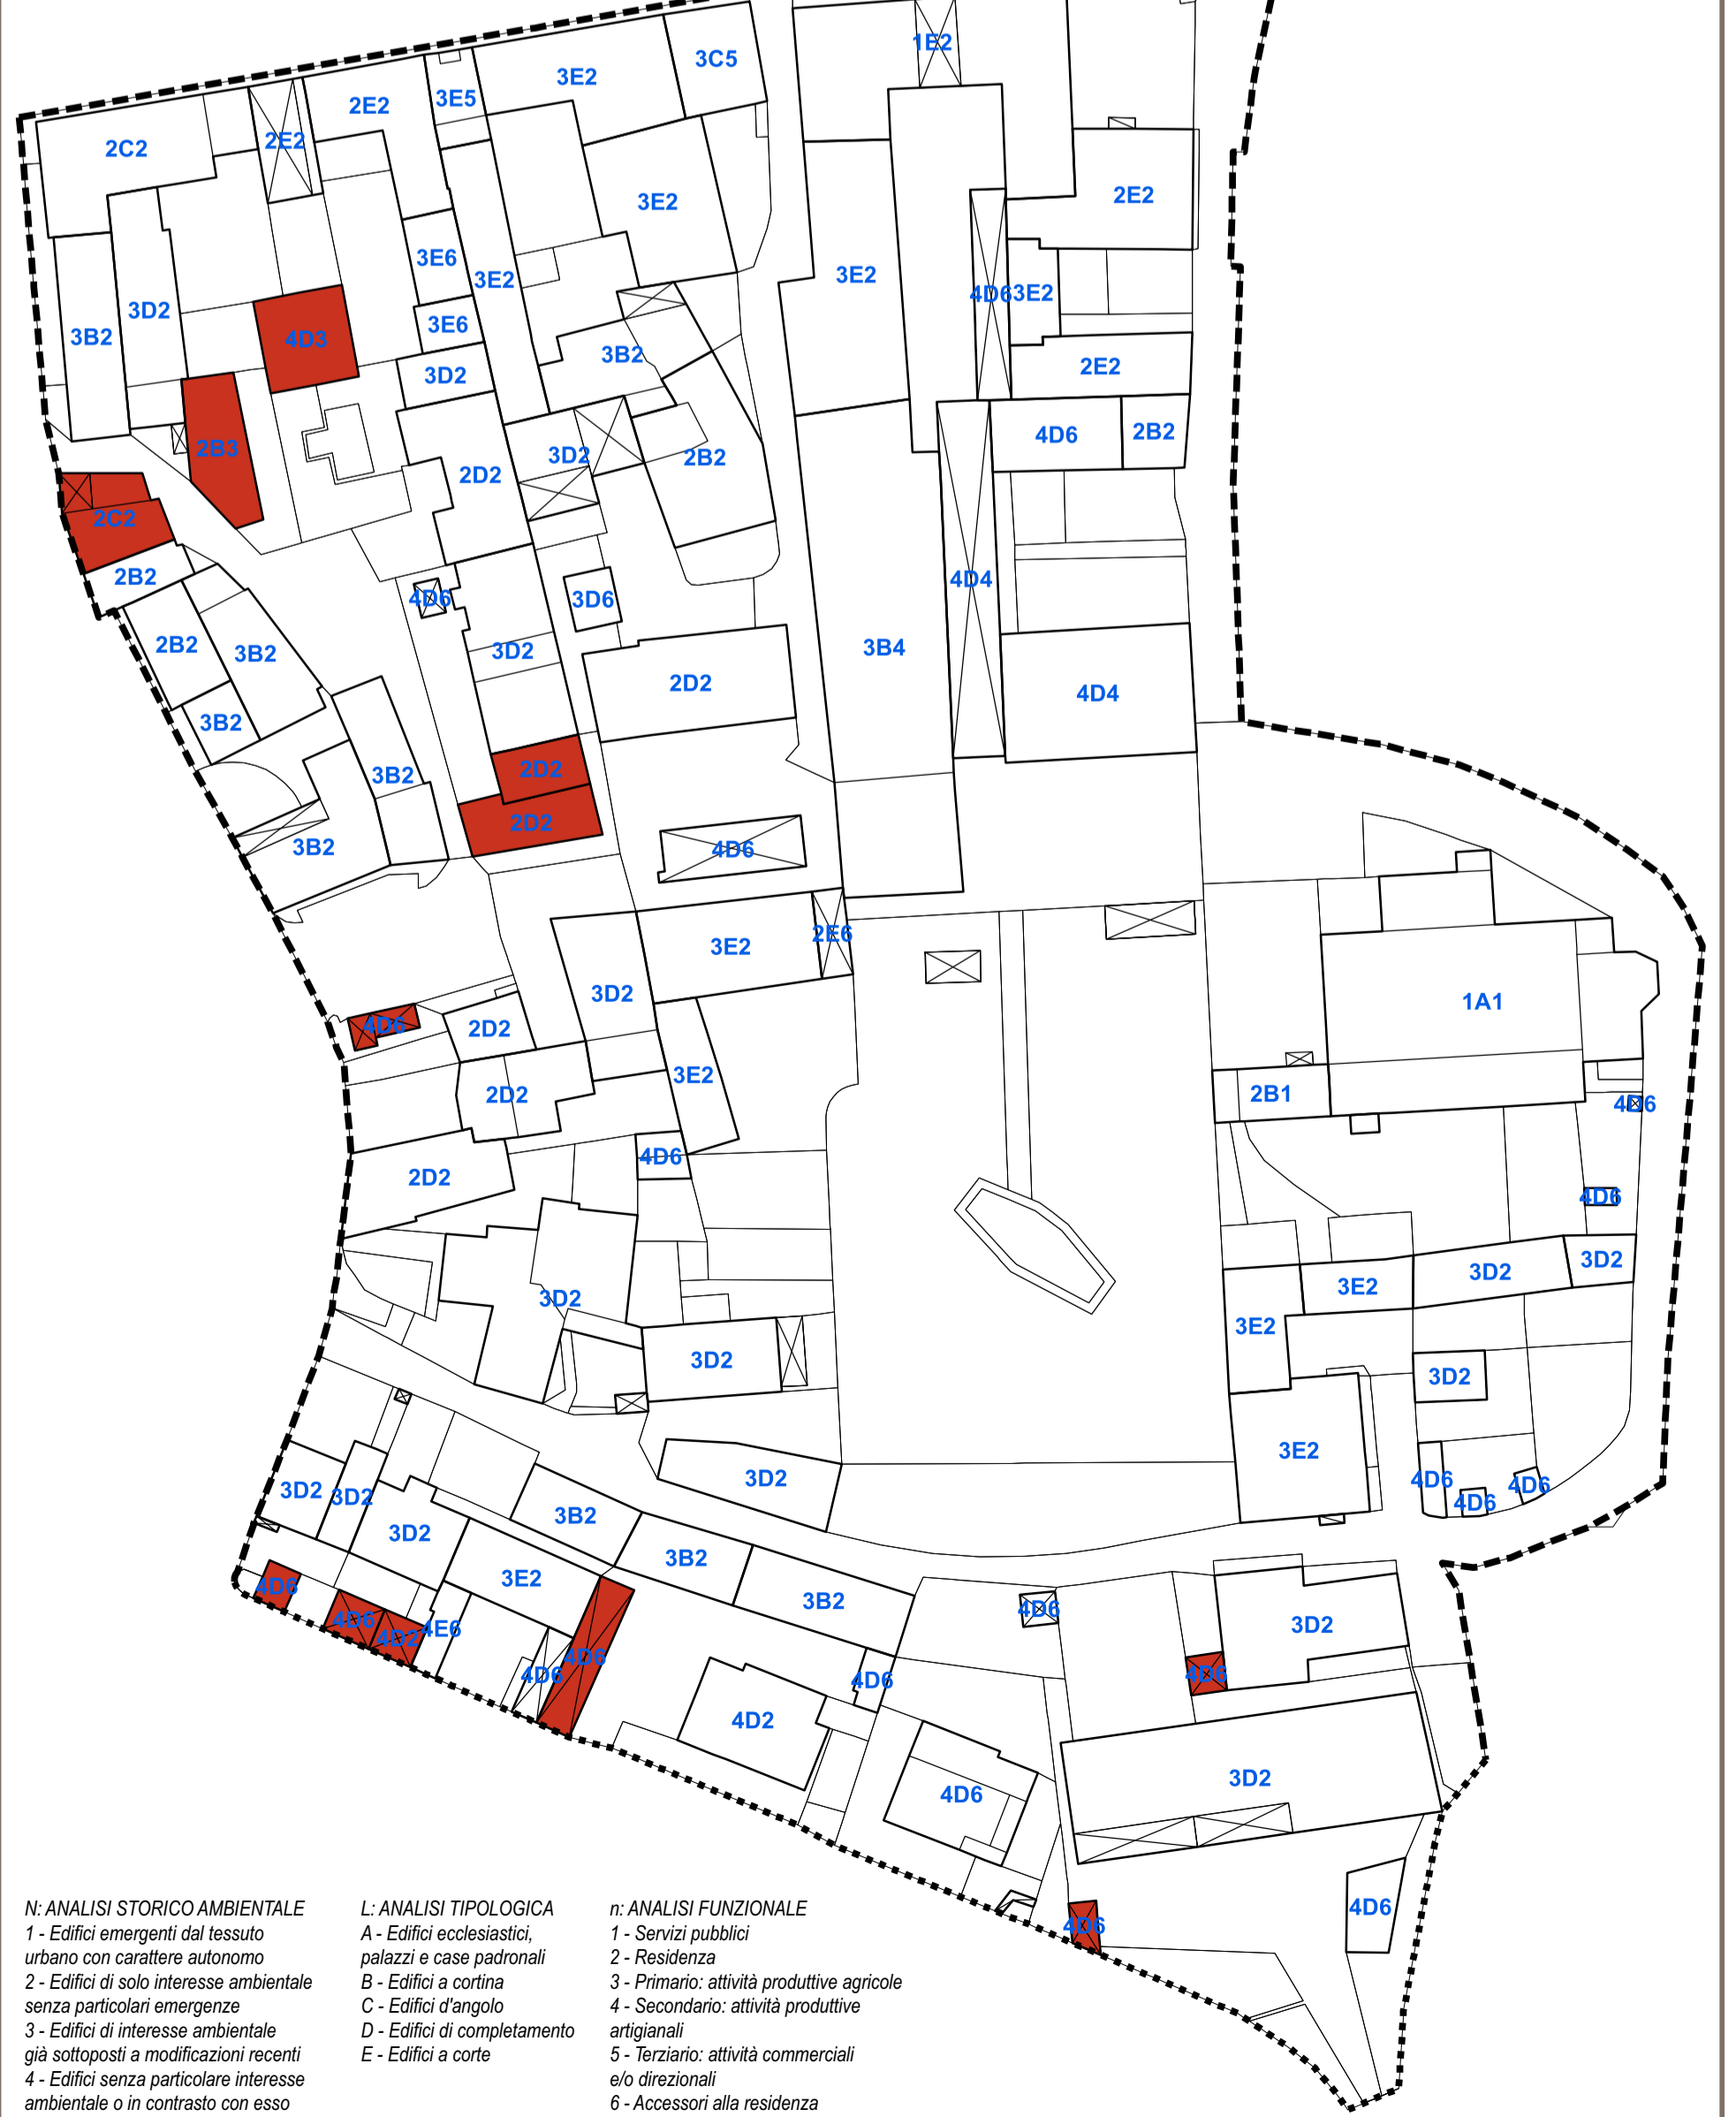 1E2
3C5
3E2
2E2
3E5
2C2
2E2
3E2
2E2
3E6
3E2
3E2
4D6
3E2
3D2
3B2
4D3
3E6
3B2
2E2
3D2
2B2
4D6
2B3
3D2
2B2
2D2
2C2
2B2
4D6
3D6
4D4
2B2
3B2
3D2
3B4
2D2
4D4
3B2
3B2
2D2
2D2
3B2
4D6
2E6
3E2
3D2
1A1
4D6
2D2
3E2
2D2
2B1
4D6
4D6
2D2
4D6
3D2
3D2
3E2
3D2
3E2
3D2
3D2
3E2
3D2
3D2
3D2
4D6
4D6
4D6
3B2
3D2
3B2
3E2
4D6
3B2
4D6
4D6
4D2
4E6
3D2
4D6
4D6
4D6
4D6
4D2
3D2
4D6
4D6
4D6
N: ANALISI STORICO AMBIENTALE
1 - Edifici emergenti dal tessuto
urbano con carattere autonomo
2 - Edifici di solo interesse ambientale
senza particolari emergenze
3 - Edifici di interesse ambientale
già sottoposti a modificazioni recenti
4 - Edifici senza particolare interesse
ambientale o in contrasto con esso
L: ANALISI TIPOLOGICA
A - Edifici ecclesiastici,
palazzi e case padronali
B - Edifici a cortina
C - Edifici d'angolo
D - Edifici di completamento
E - Edifici a corte
n: ANALISI FUNZIONALE
1 - Servizi pubblici
2 - Residenza
3 - Primario: attività produttive agricole
4 - Secondario: attività produttive
artigianali
5 - Terziario: attività commerciali
e/o direzionali
6 - Accessori alla residenza